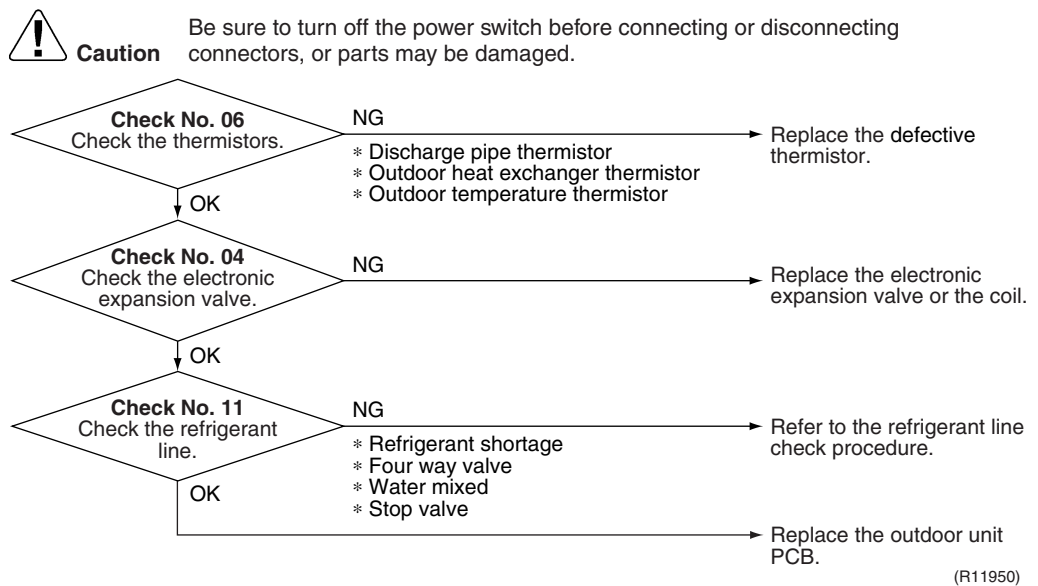 Be sure to turn off the power switch before connecting or disconnecting
Caution connectors, or parts may be damaged.
Check No. 06
Check the thermistors.
NG
∗ Discharge pipe thermistor
∗ Outdoor heat exchanger thermistor
∗ Outdoor temperature thermistor
Replace the defective
thermistor.
OK
Check No. 04
Check the electronic
expansion valve.
NG
Replace the electronic
expansion valve or the coil.
OK
Check No. 11
Check the refrigerant
line.
NG
∗ Refrigerant shortage
∗ Four way valve
∗ Water mixed
∗ Stop valve
Refer to the refrigerant line
check procedure.
OK
Replace the outdoor unit
PCB.
(R11950)